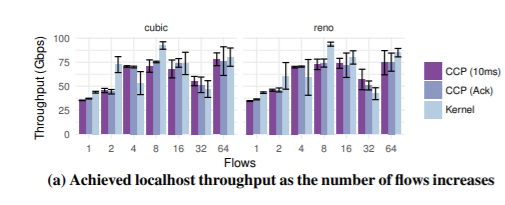 cubic reno
Throughput (Gbps)
100
75
50
25
0
1 2 4 8 16 32 64 1 2 4 8 16 32 64
Flows
CCP (10ms)
CCP (Ack)
Kernel
(a) Achieved localhost throughput as the number of flows increases